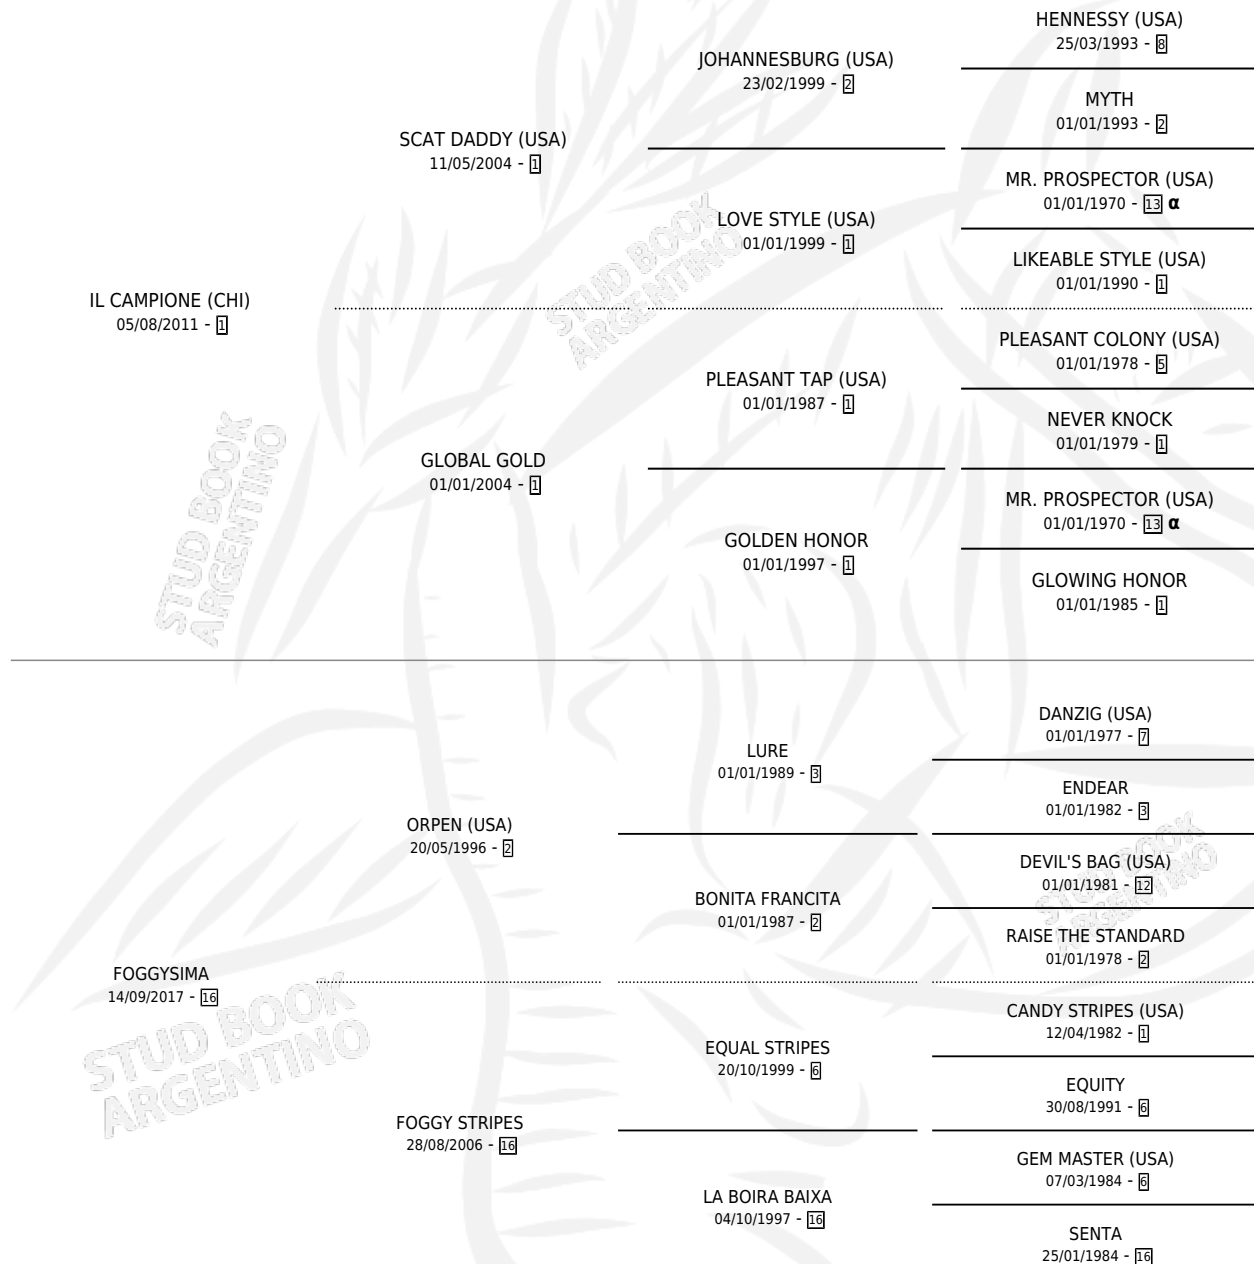 HENNESSY (USA)
25/03/1993 - 8
JOHANNESBURG (USA)
23/02/1999 - 2
MYTH
01/01/1993 - 2
SCAT DADDY (USA)
11/05/2004 - 1
MR. PROSPECTOR (USA)
01/01/1970 - 13 α
LOVE STYLE (USA)
01/01/1999 - 1
LIKEABLE STYLE (USA)
01/01/1990 - 1
IL CAMPIONE (CHI)
05/08/2011 - 1
PLEASANT COLONY (USA)
01/01/1978 - 5
PLEASANT TAP (USA)
01/01/1987 - 1
NEVER KNOCK
01/01/1979 - 1
GLOBAL GOLD
01/01/2004 - 1
MR. PROSPECTOR (USA)
01/01/1970 - 13 α
GOLDEN HONOR
01/01/1997 - 1
GLOWING HONOR
01/01/1985 - 1
STUD BOOK
ARGENTINO
STUD BOOK
ARGENTINO
DANZIG (USA)
01/01/1977 - 7
LURE
01/01/1989 - 3
ENDEAR
01/01/1982 - 3
ORPEN (USA)
20/05/1996 - 2
DEVIL'S BAG (USA)
01/01/1981 - 12
BONITA FRANCITA
01/01/1987 - 2
RAISE THE STANDARD
01/01/1978 - 2
FOGGYSIMA
14/09/2017 - 16
CANDY STRIPES (USA)
12/04/1982 - 1
EQUAL STRIPES
20/10/1999 - 6
EQUITY
30/08/1991 - 6
FOGGY STRIPES
28/08/2006 - 16
GEM MASTER (USA)
07/03/1984 - 6
LA BOIRA BAIXA
04/10/1997 - 16
SENTA
25/01/1984 - 16
STUD BOOK
ARGENTINO
STUD BOOK
ARGENTINO